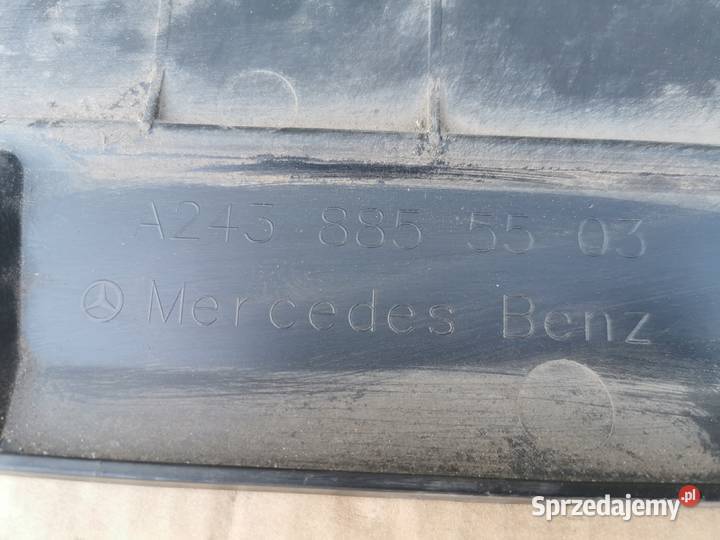 A243 885 55 03
Mercedes Benz
Sprzedajemy.pl